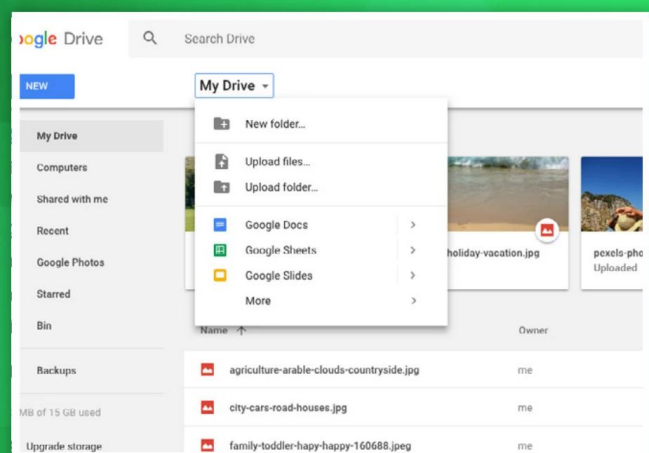 oogle Drive
Search Drive
NEW
My Drive
New folder...
Upload files...
Upload folder...
Google Docs
Google Sheets
Google Slides
More
My Drive
Computers
Shared with me
Recent
Google Photos
Starred
Bin
Backups
MB of 15 GB used
Upgrade storage
holiday-vacation.jpg
pexels-pho
Uploaded
Name
Owner
agriculture-arable-clouds-countryside.jpg
me
city-cars-road-houses.jpg
me
family-toddler-hapy-happy-160688.jpeg
me